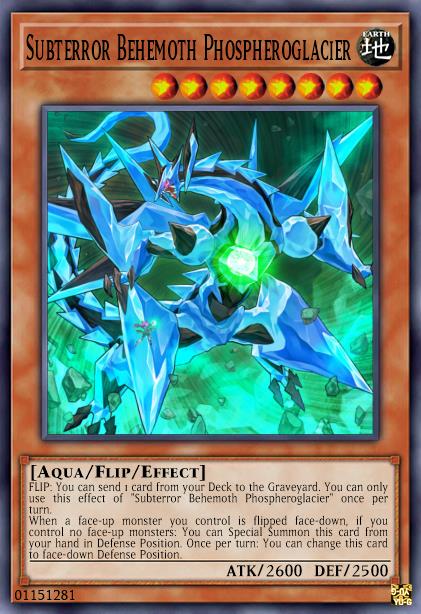 SUBTERROR BEHEMOTH PHOSPHEROGLACIER
EARTH
地
[AQUA/FLIP/EFFECT]
FLIP: You can send 1 card from your Deck to the Graveyard. You can only
use this effect of "Subterror Behemoth Phospheroglacier" once per
turn.
When a face-up monster you control is flipped face-down, if you
control no face-up monsters: You can Special Summon this card from
your hand in Defense Position. Once per turn: You can change this card
to face-down Defense Position.
ATK/2600 DEF/2500
01151281